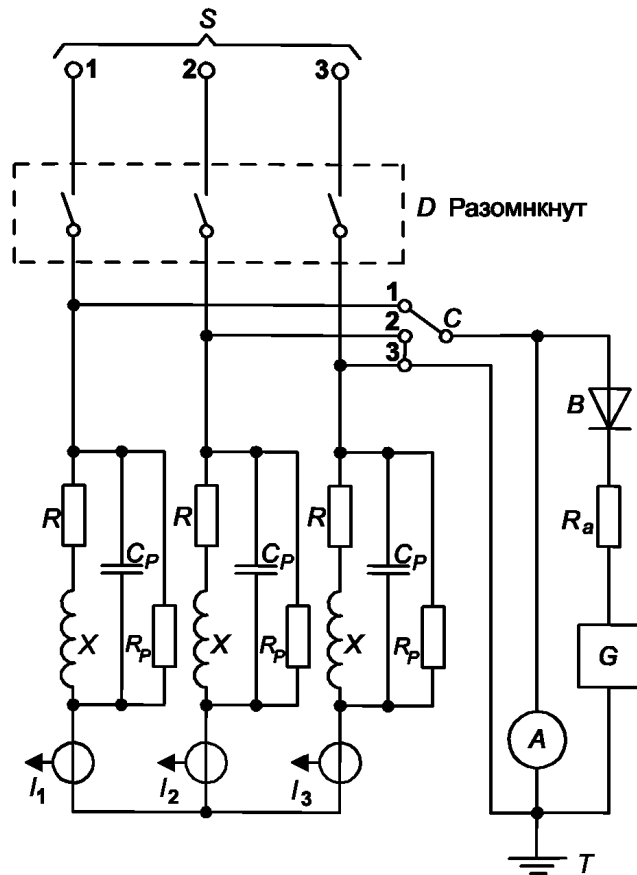 S
1 2 3
D Разомнкнут
1
2 C
3
B
R R R
C_P C_P C_P
R_a
X X X
R_P R_P R_P
G
A
I_1 I_2 I_3
T